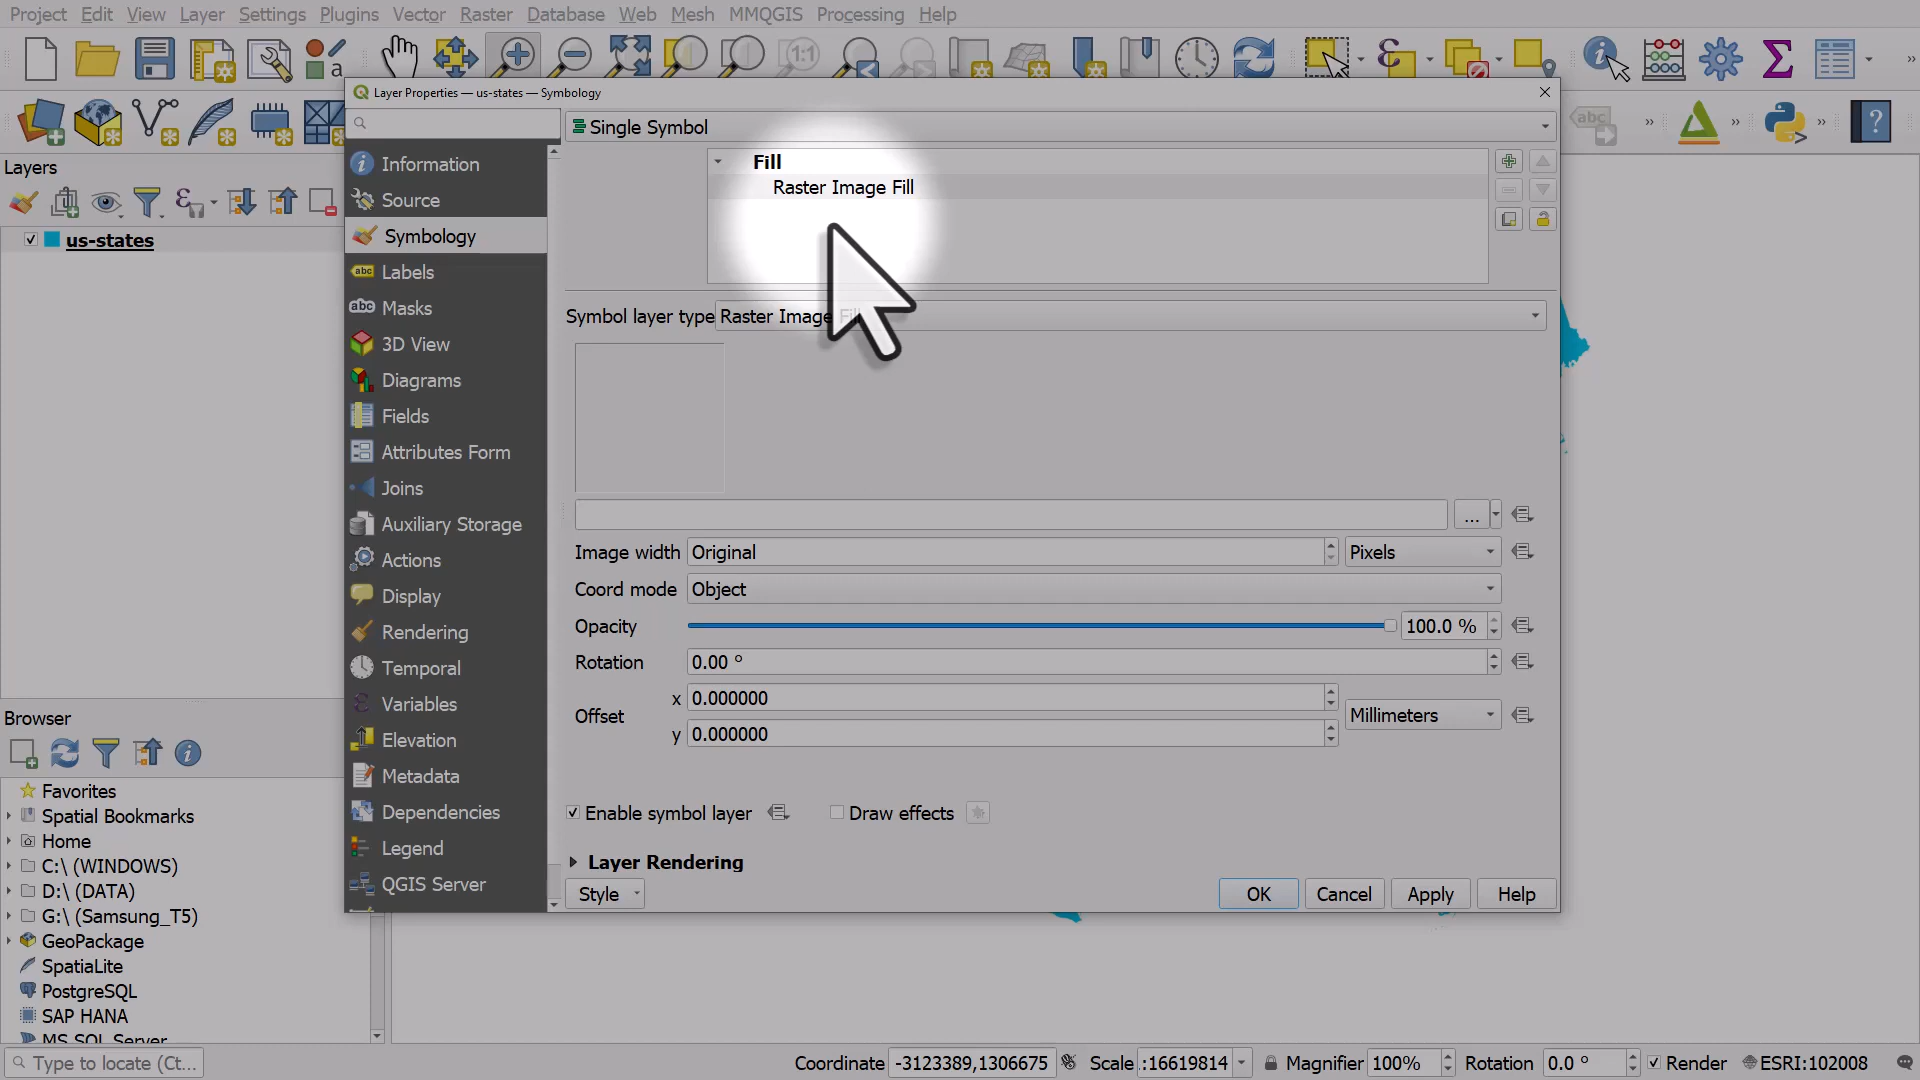 Project Edit View Layer Settings Plugins Vector Raster Database Web Mesh MMQGIS Processing Help
Layer Properties — us-states — Symbology
Single Symbol
Layers
us-states
Information
Source
Symbology
Labels
Masks
3D View
Diagrams
Fields
Attributes Form
Joins
Auxiliary Storage
Actions
Display
Rendering
Temporal
Variables
Elevation
Metadata
Dependencies
Legend
QGIS Server
Fill
Raster Image Fill
Symbol layer type Raster Image Fill
...
Image width Original Pixels
Coord mode Object
Opacity 100.0 %
Rotation 0.00 °
Offset x 0.000000 Millimeters
y 0.000000
Enable symbol layer Draw effects
Layer Rendering
Style OK Cancel Apply Help
Browser
Favorites
Spatial Bookmarks
Home
C:\ (WINDOWS)
D:\ (DATA)
G:\ (Samsung_T5)
GeoPackage
SpatiaLite
PostgreSQL
SAP HANA
MS SQL Server
Type to locate (Ct... Coordinate -3123389,1306675 Scale :16619814 Magnifier 100% Rotation 0.0 ° Render ESRI:102008